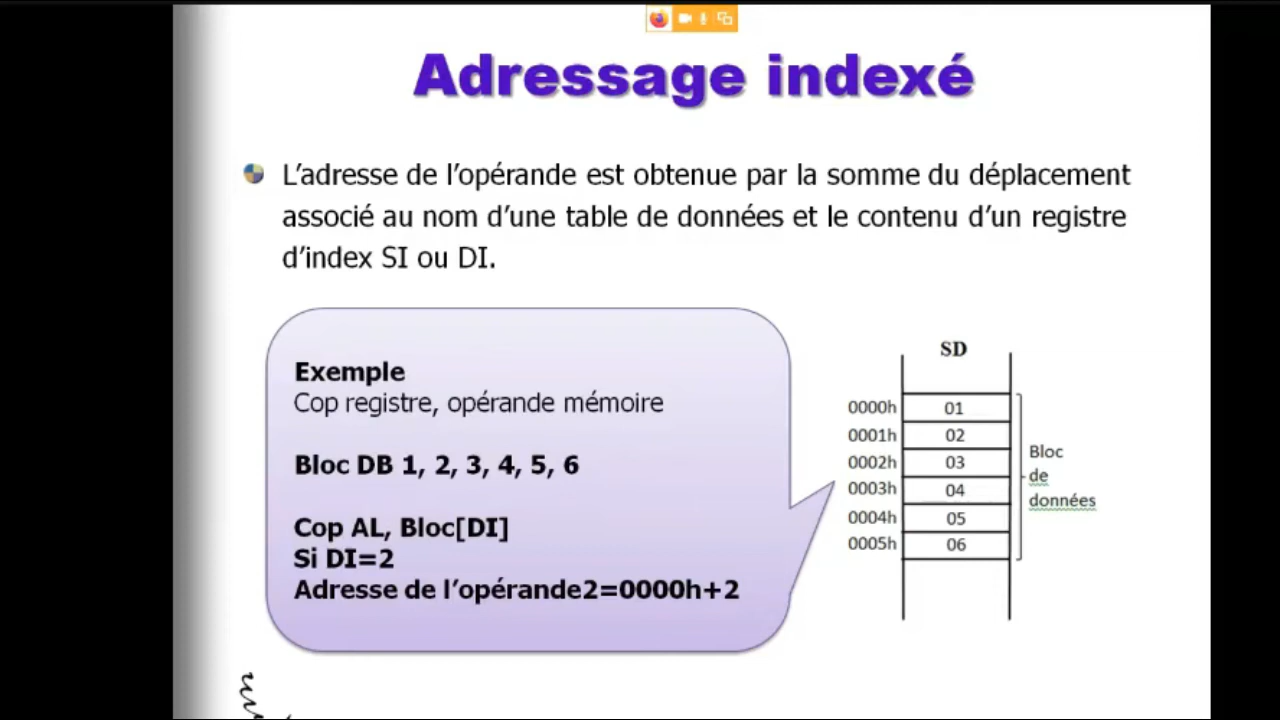 Adressage indexé
L'adresse de l'opérande est obtenue par la somme du déplacement
associé au nom d'une table de données et le contenu d'un registre
d'index SI ou DI.
Exemple
Cop registre, opérande mémoire
Bloc DB 1, 2, 3, 4, 5, 6
Cop AL, Bloc[DI]
Si DI=2
Adresse de l'opérande2=0000h+2
SD
0000h 01
0001h 02
0002h 03
0003h 04
0004h 05
0005h 06
Bloc
de
données